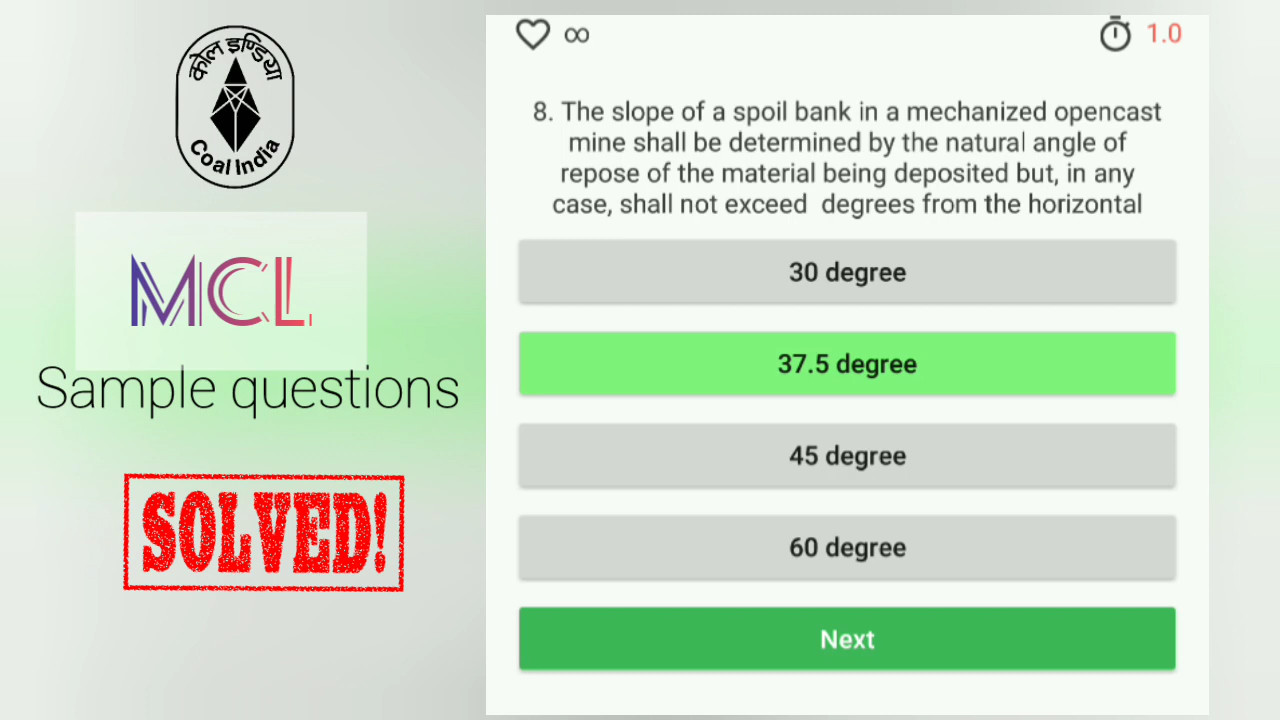 कोल इण्डिया
Coal India
MCL
Sample questions
SOLVED!
∞
1.0
8. The slope of a spoil bank in a mechanized opencast
mine shall be determined by the natural angle of
repose of the material being deposited but, in any
case, shall not exceed  degrees from the horizontal
30 degree
37.5 degree
45 degree
60 degree
Next